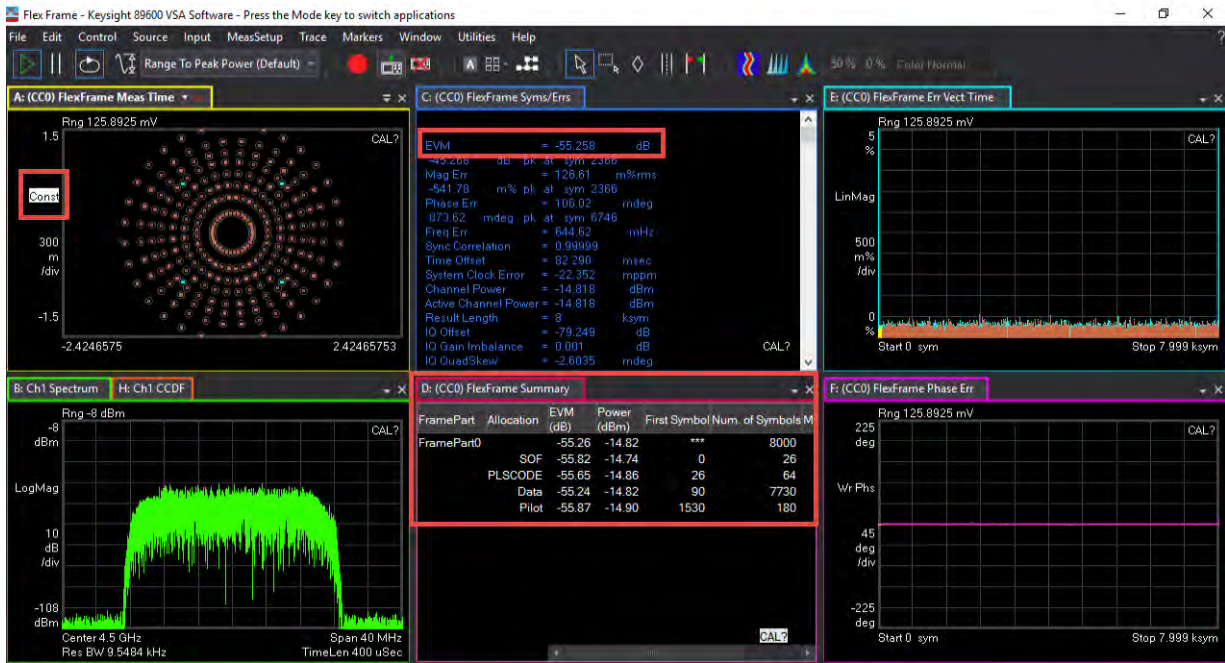 Flex Frame - Keysight 89600 VSA Software - Press the Mode key to switch applications
File Edit Control Source Input MeasSetup Trace Markers Window Utilities Help
Range To Peak Power (Default)
A
50 % 0 % Color Normal
A: (CC0) FlexFrame Meas Time
Rng 125.8925 mV
1.5
CAL?
Const
300
m
/div
-1.5
-2.4246575 2.42465753
C: (CC0) FlexFrame Syms/Errs
EVM = -55.258 dB
-45.268 dB pk at sym 2366
Mag Err = 126.61 m%rms
-541.78 m% pk at sym 2366
Phase Err = 106.02 mdeg
873.62 mdeg pk at sym 6746
Freq Err = 644.62 mHz
Sync Correlation = 0.99999
Time Offset = 82.290 msec
System Clock Error = -22.352 mppm
Channel Power = -14.818 dBm
Active Channel Power = -14.818 dBm
Result Length = 8 ksym
IQ Offset = -79.249 dB
IQ Gain Imbalance = 0.001 dB
CAL?
IQ QuadSkew = -2.6035 mdeg
E: (CC0) FlexFrame Err Vect Time
Rng 125.8925 mV
5
%
CAL?
LinMag
500
m%
/div
0
%
Start 0 sym Stop 7.999 ksym
B: Ch1 Spectrum H: Ch1 CCDF
Rng -8 dBm
-8
dBm
CAL?
LogMag
10
dB
/div
-108
dBm
Center 4.5 GHz Span 40 MHz
Res BW 9.5484 kHz TimeLen 400 uSec
D: (CC0) FlexFrame Summary
FramePart Allocation EVM (dB) Power (dBm) First Symbol Num. of Symbols M
FramePart0 -55.26 -14.82 *** 8000
SOF -55.82 -14.74 0 26
PLSCODE -55.65 -14.86 26 64
Data -55.24 -14.82 90 7730
Pilot -55.87 -14.90 1530 180
CAL?
F: (CC0) FlexFrame Phase Err
Rng 125.8925 mV
225
deg
CAL?
Wr Phs
45
deg
/div
-225
deg
Start 0 sym Stop 7.999 ksym